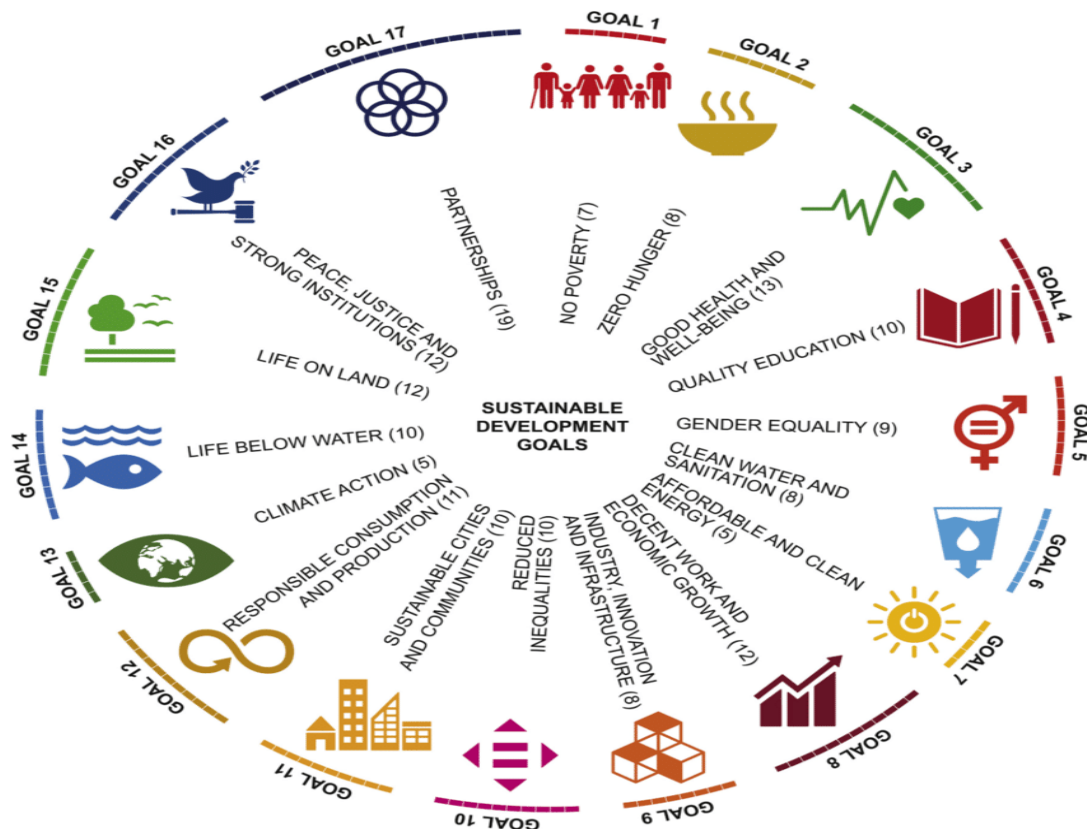 GOAL 1
NO POVERTY (7)
GOAL 2
ZERO HUNGER (8)
GOAL 3
GOOD HEALTH AND
WELL-BEING (13)
GOAL 4
QUALITY EDUCATION (10)
GOAL 5
GENDER EQUALITY (9)
GOAL 6
CLEAN WATER AND
SANITATION (8)
GOAL 7
AFFORDABLE AND CLEAN
ENERGY (5)
GOAL 8
DECENT WORK AND
ECONOMIC GROWTH (12)
GOAL 9
INDUSTRY, INNOVATION
AND INFRASTRUCTURE (8)
GOAL 10
REDUCED
INEQUALITIES (10)
GOAL 11
SUSTAINABLE CITIES
AND COMMUNITIES (10)
GOAL 12
RESPONSIBLE CONSUMPTION
AND PRODUCTION (11)
GOAL 13
CLIMATE ACTION (5)
GOAL 14
LIFE BELOW WATER (10)
GOAL 15
LIFE ON LAND (12)
GOAL 16
PEACE, JUSTICE AND
STRONG INSTITUTIONS (12)
GOAL 17
PARTNERSHIPS (19)
SUSTAINABLE
DEVELOPMENT
GOALS